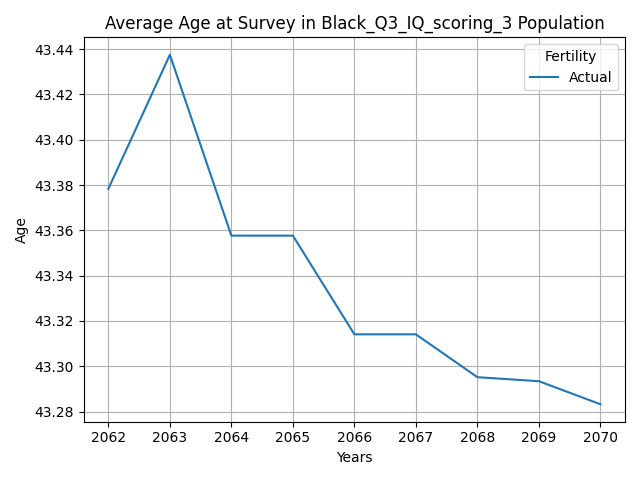 Average Age at Survey in Black_Q3_IQ_scoring_3 Population
Fertility
Actual
43.44
43.42
43.40
43.38
43.36
43.34
43.32
43.30
43.28
Age
2062 2063 2064 2065 2066 2067 2068 2069 2070
Years